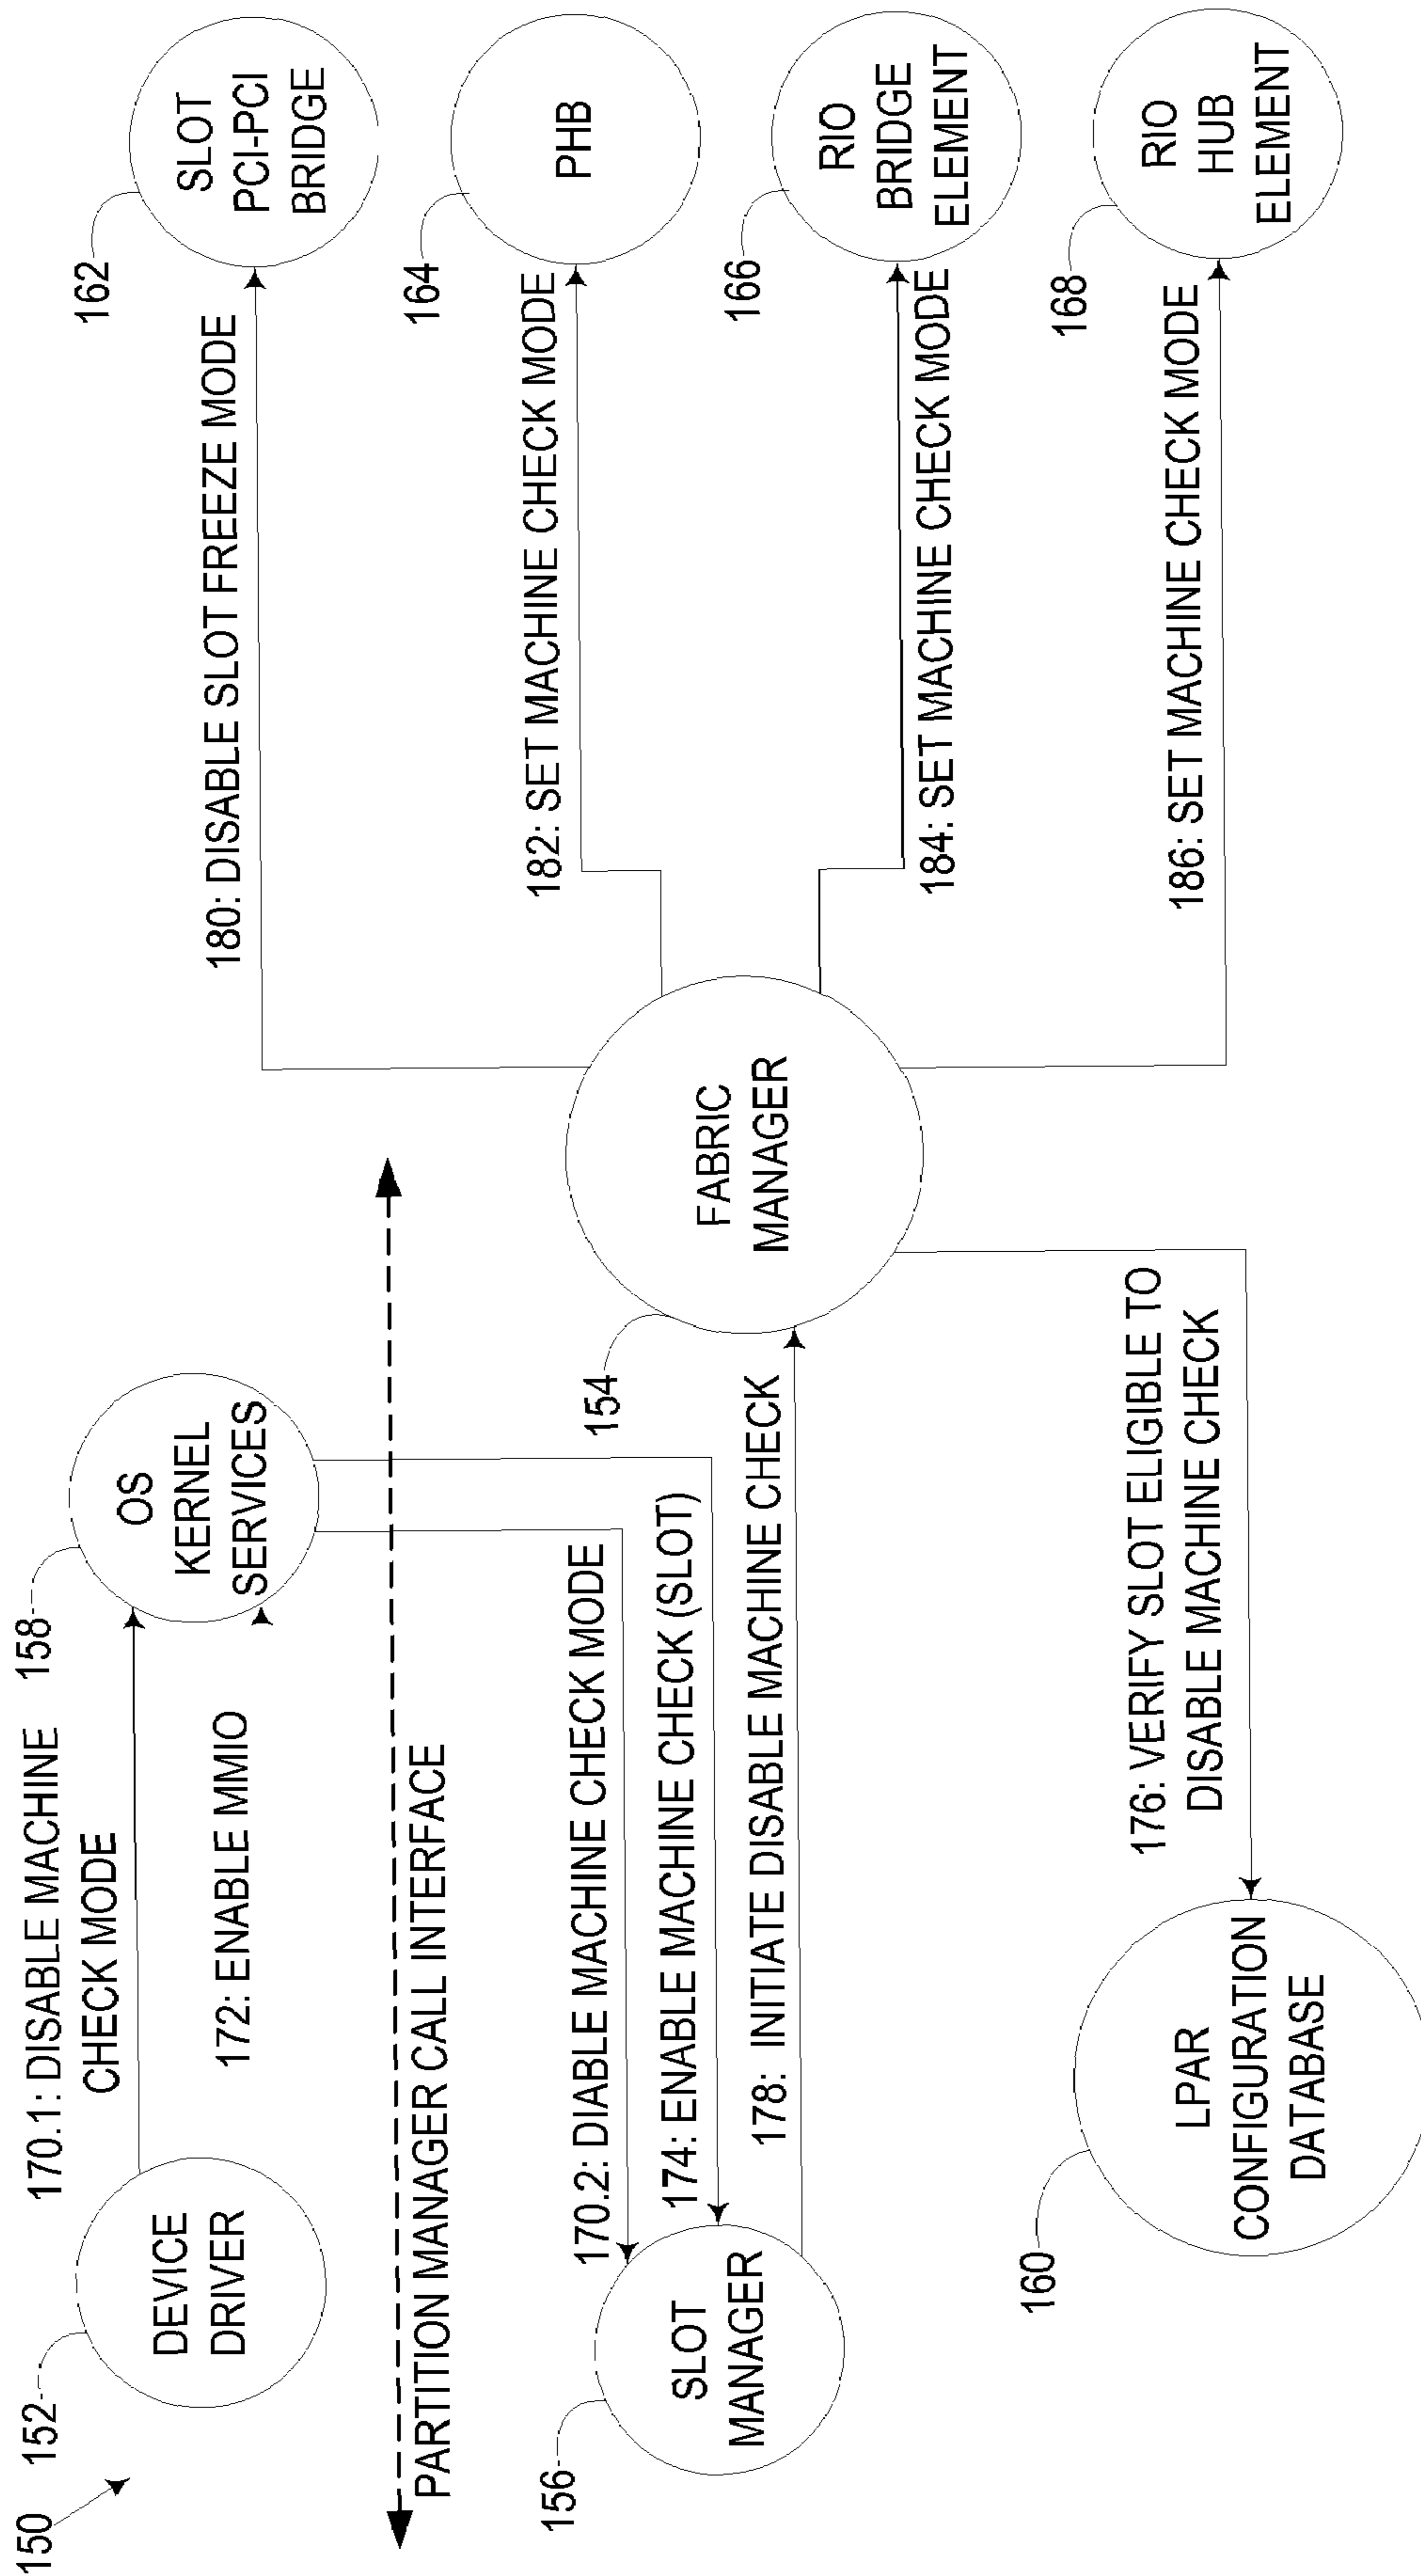 150
152
DEVICE
DRIVER
170.1: DISABLE MACHINE
CHECK MODE
172: ENABLE MMIO
158
OS
KERNEL
SERVICES
PARTITION MANAGER CALL INTERFACE
156
SLOT
MANAGER
170.2: DIABLE MACHINE CHECK MODE
174: ENABLE MACHINE CHECK (SLOT)
178: INITIATE DISABLE MACHINE CHECK
154
FABRIC
MANAGER
160
LPAR
CONFIGURATION
DATABASE
176: VERIFY SLOT ELIGIBLE TO
DISABLE MACHINE CHECK
180: DISABLE SLOT FREEZE MODE
162
SLOT
PCI-PCI
BRIDGE
182: SET MACHINE CHECK MODE
164
PHB
184: SET MACHINE CHECK MODE
166
RIO
BRIDGE
ELEMENT
186: SET MACHINE CHECK MODE
168
RIO
HUB
ELEMENT